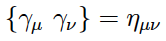 {γ_μ γ_ν} = η_μν